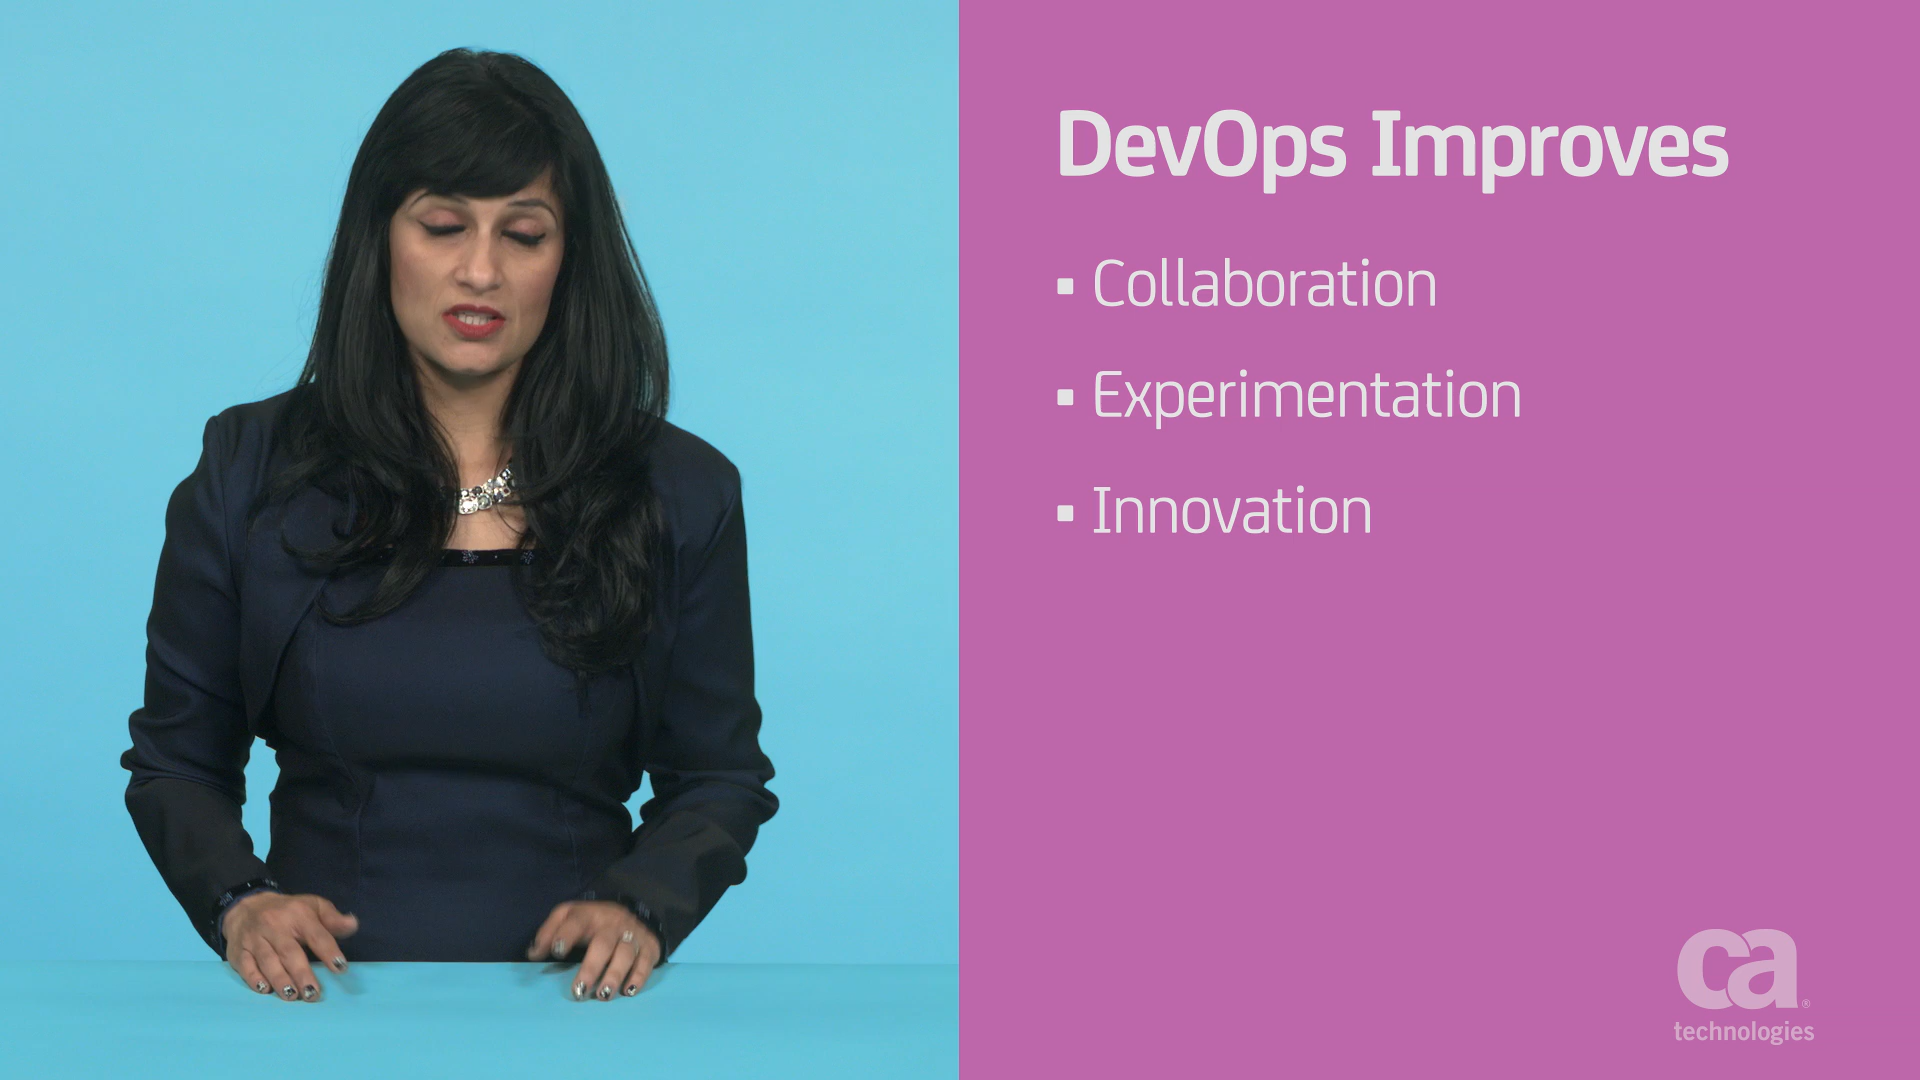 DevOps Improves
▪ Collaboration
▪ Experimentation
▪ Innovation
ca®
technologies